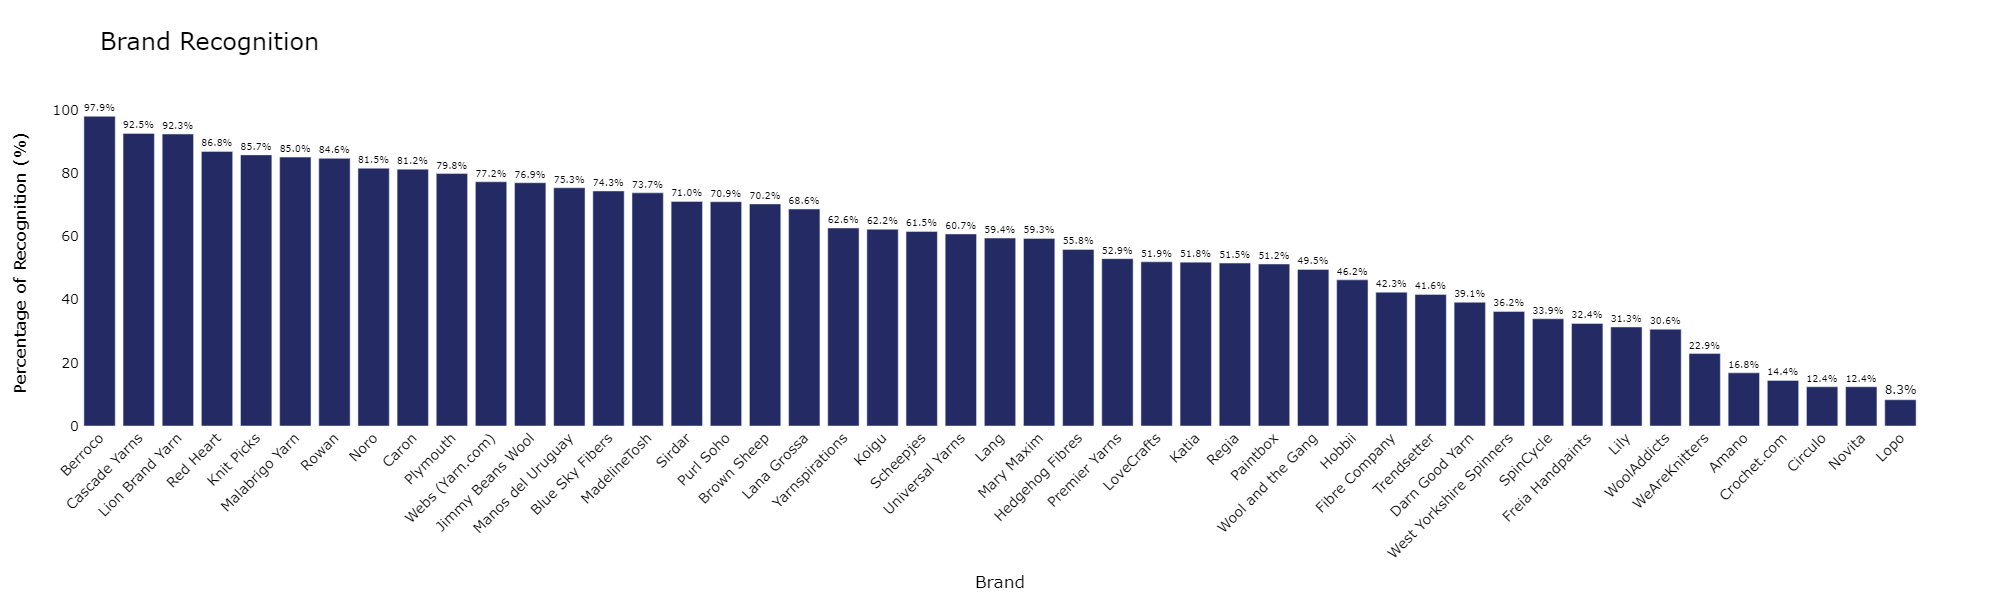 Brand Recognition
Percentage of Recognition (%)
100
80
60
40
20
0
97.9%
92.5%
92.3%
86.8%
85.7%
85.0%
84.6%
81.5%
81.2%
79.8%
77.2%
76.9%
75.3%
74.3%
73.7%
71.0%
70.9%
70.2%
68.6%
62.6%
62.2%
61.5%
60.7%
59.4%
59.3%
55.8%
52.9%
51.9%
51.8%
51.5%
51.2%
49.5%
46.2%
42.3%
41.6%
39.1%
36.2%
33.9%
32.4%
31.3%
30.6%
22.9%
16.8%
14.4%
12.4%
12.4%
8.3%
Berroco
Cascade Yarns
Lion Brand Yarn
Red Heart
Knit Picks
Malabrigo Yarn
Rowan
Noro
Caron
Plymouth
Webs (Yarn.com)
Jimmy Beans Wool
Manos del Uruguay
Blue Sky Fibers
MadelineTosh
Sirdar
Purl Soho
Brown Sheep
Lana Grossa
Yarnspirations
Koigu
Scheepjes
Universal Yarns
Lang
Mary Maxim
Hedgehog Fibres
Premier Yarns
LoveCrafts
Katia
Regia
Paintbox
Wool and the Gang
Hobbii
Fibre Company
Trendsetter
Darn Good Yarn
West Yorkshire Spinners
SpinCycle
Freia Handpaints
Lily
WoolAddicts
WeAreKnitters
Amano
Crochet.com
Circulo
Novita
Lopo
Brand